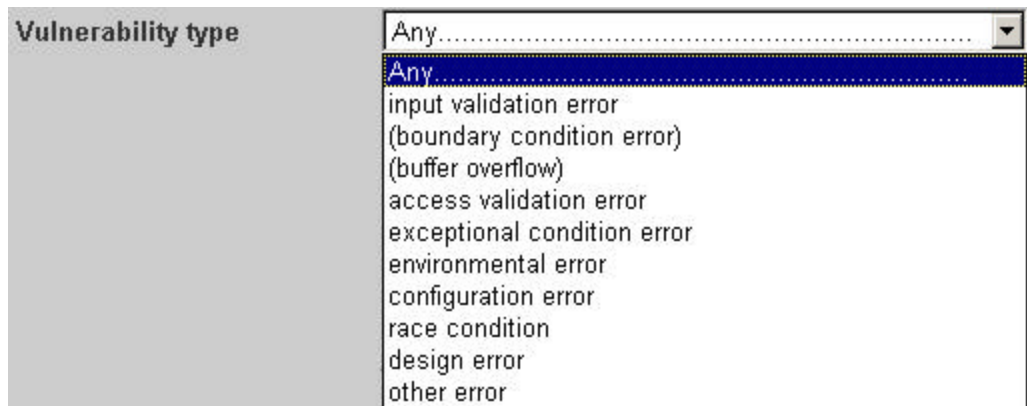 Vulnerability type Any...................................................................
Any...................................................................
input validation error
(boundary condition error)
(buffer overflow)
access validation error
exceptional condition error
environmental error
configuration error
race condition
design error
other error